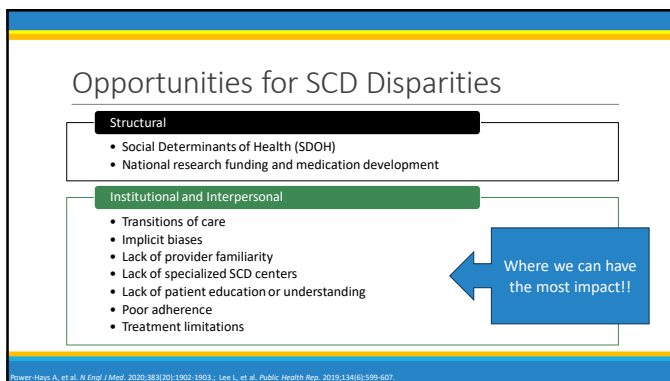 Opportunities for SCD Disparities
Structural
• Social Determinants of Health (SDOH)
• National research funding and medication development
Institutional and Interpersonal
• Transitions of care
• Implicit biases
• Lack of provider familiarity
• Lack of specialized SCD centers
• Lack of patient education or understanding
• Poor adherence
• Treatment limitations
Where we can have
the most impact!!
Power-Hays A, et al. N Engl J Med. 2020;383(20):1902-1903.; Lee L, et al. Public Health Rep. 2019;134(6):599-607.